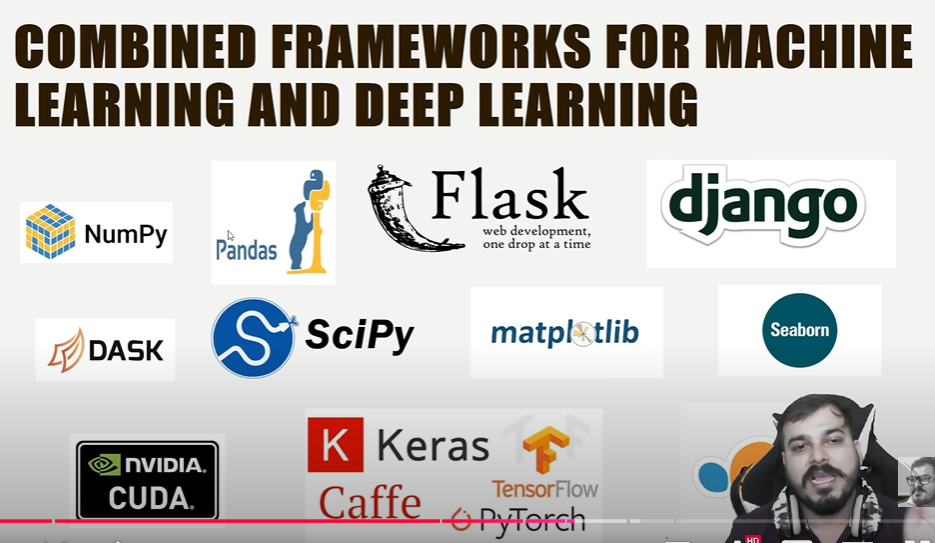 COMBINED FRAMEWORKS FOR MACHINE
LEARNING AND DEEP LEARNING
NumPy
Pandas
Flask
web development,
one drop at a time
django
DASK
SciPy
matplotlib
Seaborn
NVIDIA.
CUDA.
K Keras
TensorFlow
Caffe
PyTorch
HD